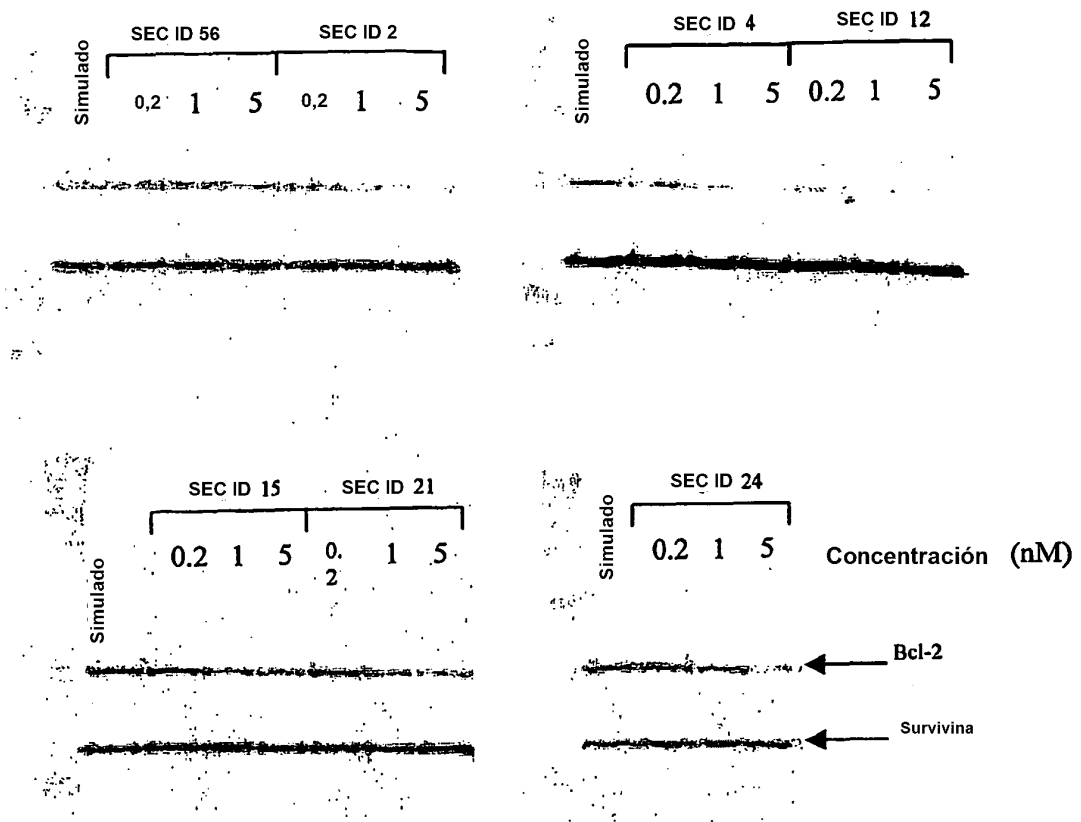 SEC ID 56 SEC ID 2
Simulado
0,2 1 5 0,2 1 5
SEC ID 4 SEC ID 12
Simulado
0.2 1 5 0.2 1 5
SEC ID 15 SEC ID 21
Simulado
0.2 1 5 0. 1 5
2
SEC ID 24
Simulado
0.2 1 5 Concentración (nM)
Bcl-2
Survivina